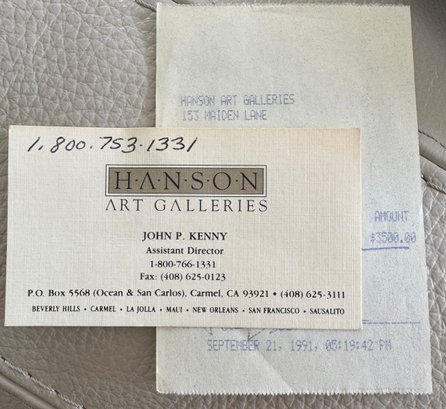 HANSON ART GALLERIES
153 MAIDEN LANE
1.800.753.1331
H·A·N·S·O·N
ART GALLERIES
JOHN P. KENNY
Assistant Director
1-800-766-1331
Fax: (408) 625-0123
P.O. Box 5568 (Ocean & San Carlos), Carmel, CA 93921 • (408) 625-3111
BEVERLY HILLS • CARMEL • LA JOLLA • MAUI • NEW ORLEANS • SAN FRANCISCO • SAUSALITO
AMOUNT
$3500.00
SEPTEMBER 21, 1991, 05:19:42 PM